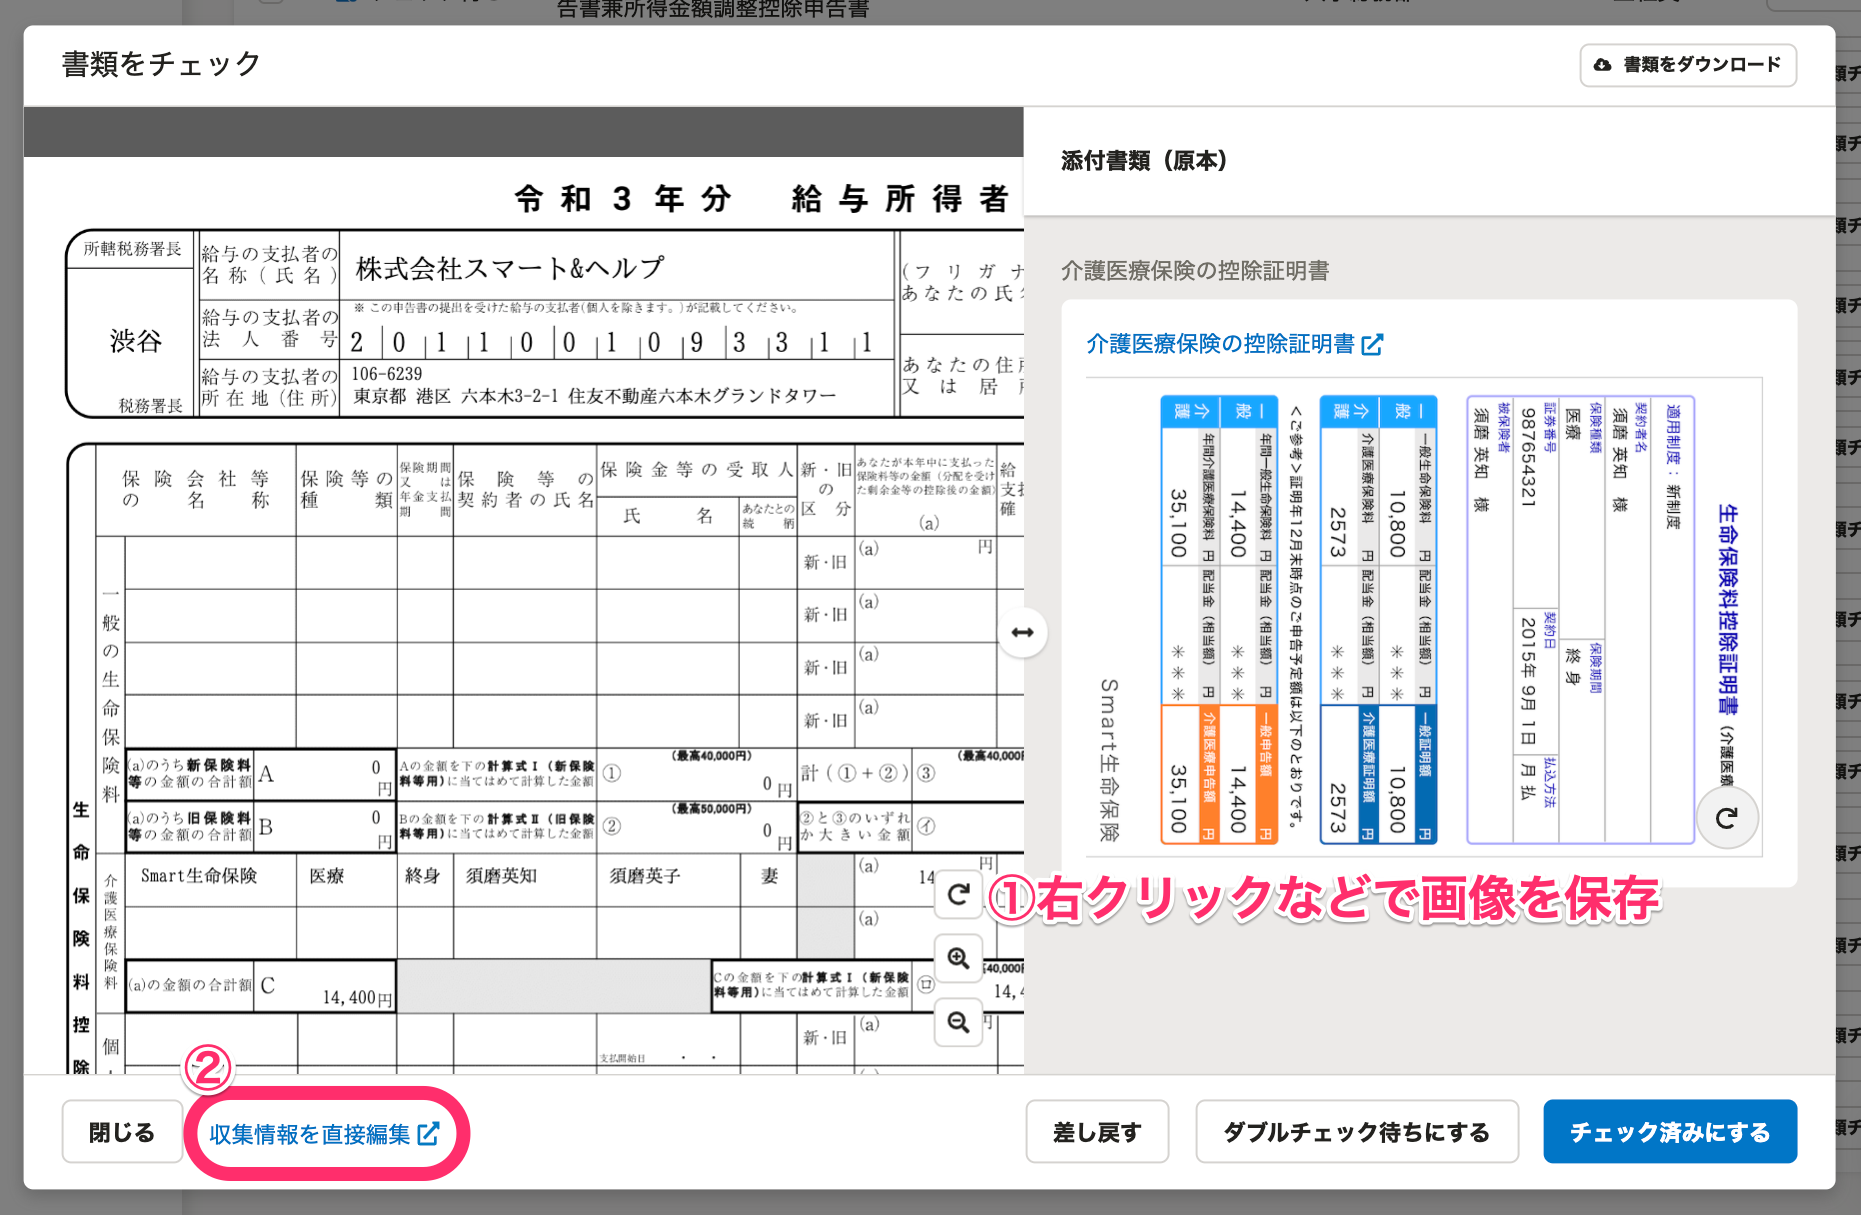 告書兼所得金額調整控除申告書
書類をチェック
書類をダウンロード
令和3年分 給与所得者
所轄税務署長
渋谷
税務署長
給与の支払者の
名称(氏名)
株式会社スマート&ヘルプ
※この申告書の提出を受けた給与の支払者(個人を除きます。)が記載してください。
給与の支払者の
法人番号
2 0 1 1 0 0 1 0 9 3 3 1 1
給与の支払者の
所在地(住所)
106-6239
東京都 港区 六本木3-2-1 住友不動産六本木グランドタワー
(フリガナ
あなたの氏名
あなたの住所
又は居所
保険会社等
の名称
保険等の
種類
保険期間
又は
年金支払
期間
保険等の
契約者の氏名
保険金等の受取人
氏名
あなたとの
続柄
新・旧
の
区分
あなたが本年中に支払った
保険料等の金額(分配を受け
た剰余金等の控除後の金額)
(a)
給
支払
確
生命保険料控除
一般の生命保険料
新・旧
(a)
円
新・旧
(a)
新・旧
(a)
新・旧
(a)
(a)のうち新保険料
等の金額の合計額
A
0
円
Aの金額を下の計算式Ⅰ(新保険
料等用)に当てはめて計算した金額
①
(最高40,000円)
0円
計(①+②)
③
(最高40,000円
(a)のうち旧保険料
等の金額の合計額
B
0
円
Bの金額を下の計算式Ⅱ(旧保険
料等用)に当てはめて計算した金額
②
(最高50,000円)
0円
②と③のいずれ
か大きい金額
㋑
介護医療保険料
Smart生命保険
医療
終身
須磨英知
須磨英子
妻
(a)
円
14
(a)
(a)の金額の合計額
C
14,400円
Cの金額を下の計算式Ⅰ(新保険
料等用)に当てはめて計算した金額
㋺
40,000円
14,4
個
支払開始日 ・ ・
新・旧
(a)
円
添付書類(原本)
介護医療保険の控除証明書
介護医療保険の控除証明書
生命保険料控除証明書(介護医療
適用制度:新制度
契約者名
須磨 英知 様
保険種類
医療
保険期間
終身
証券番号
987654321
契約日
2015年 9月 1日
払込方法
月 払
被保険者
須磨 英知 様
一般
一般生命保険料 円
10,800
配当金(相当額) 円
***
一般証明額 円
10,800
介護
介護医療保険料 円
2573
配当金(相当額) 円
***
介護医療証明額 円
2573
<ご参考>証明年12月末時点のご申告予定額は以下のとおりです。
一般
年間一般生命保険料 円
14,400
配当金(相当額) 円
***
一般申告額 円
14,400
介護
年間介護医療保険料 円
35,100
配当金(相当額) 円
***
介護医療申告額 円
35,100
Smart生命保険
①右クリックなどで画像を保存
②
閉じる
収集情報を直接編集
差し戻す
ダブルチェック待ちにする
チェック済みにする